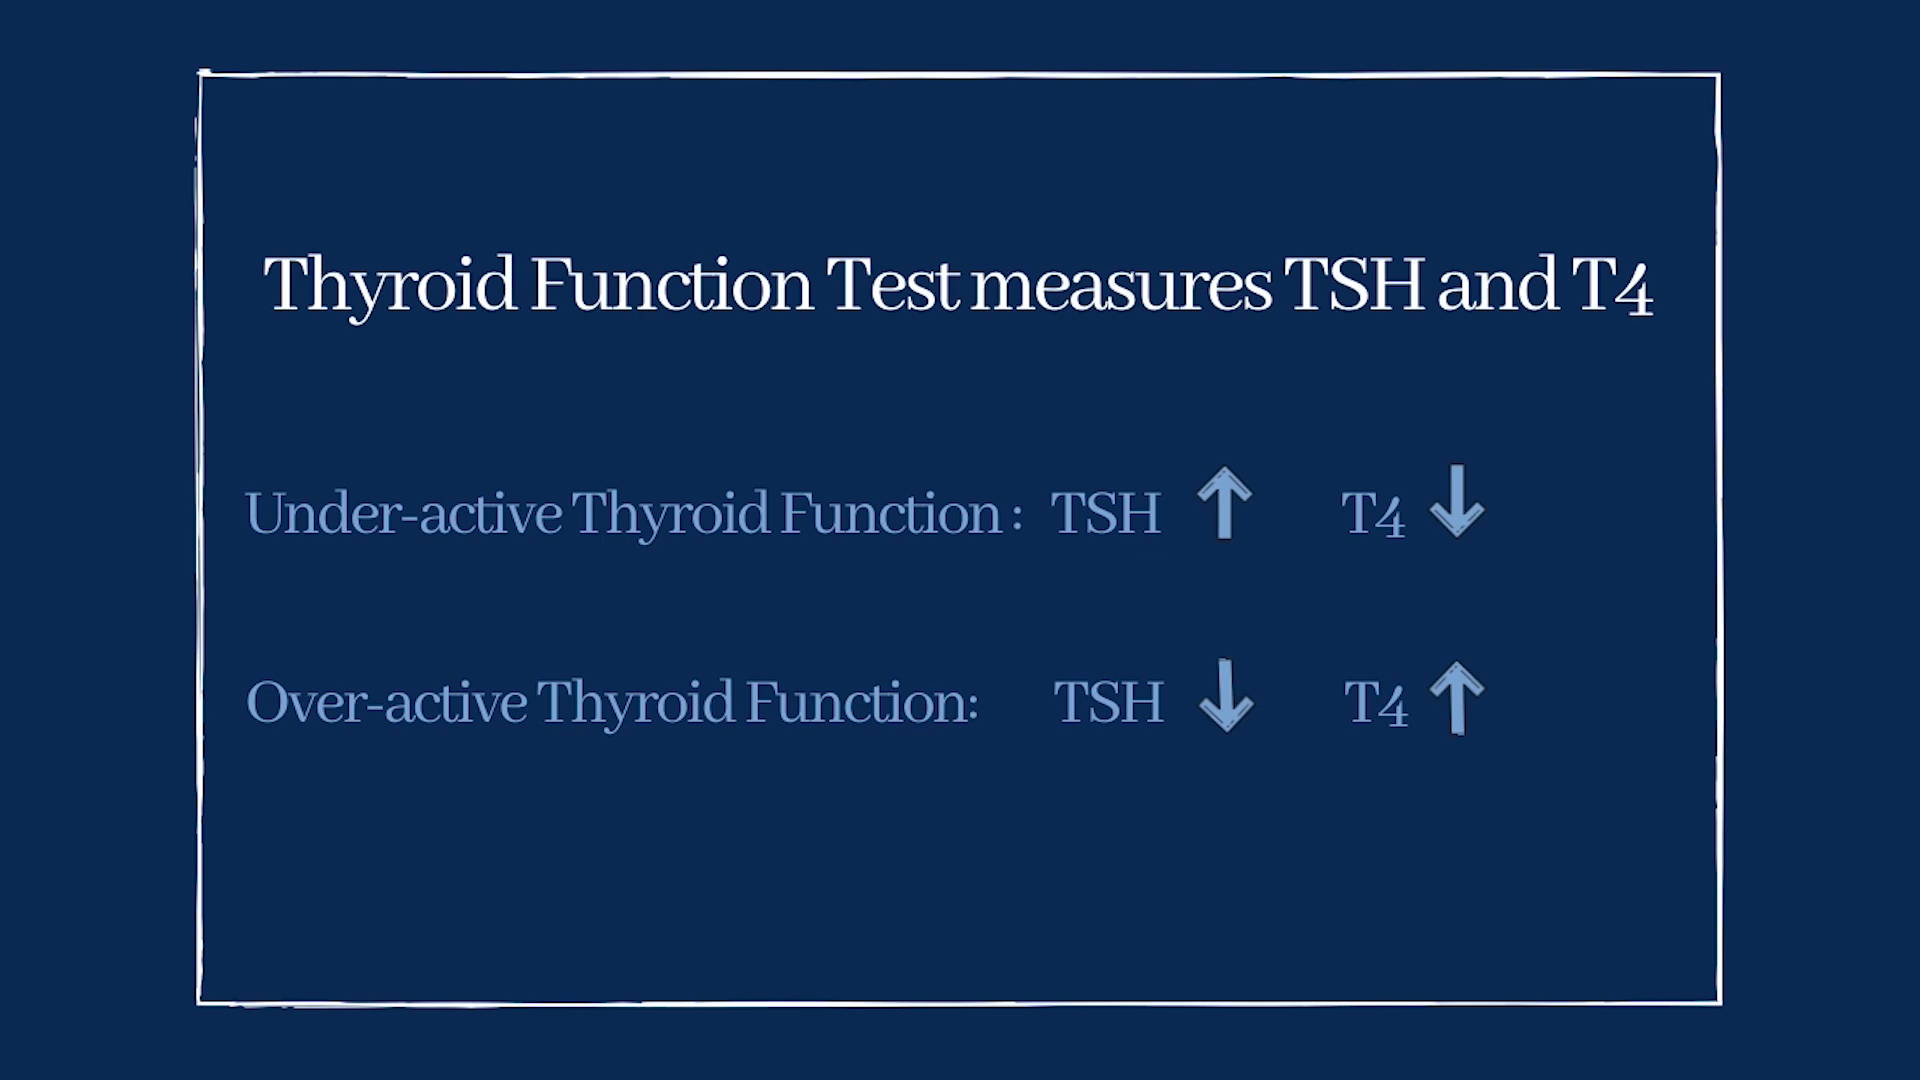 Thyroid Function Test measures TSH and T4
Under-active Thyroid Function : TSH ↑ T4 ↓
Over-active Thyroid Function: TSH ↓ T4 ↑